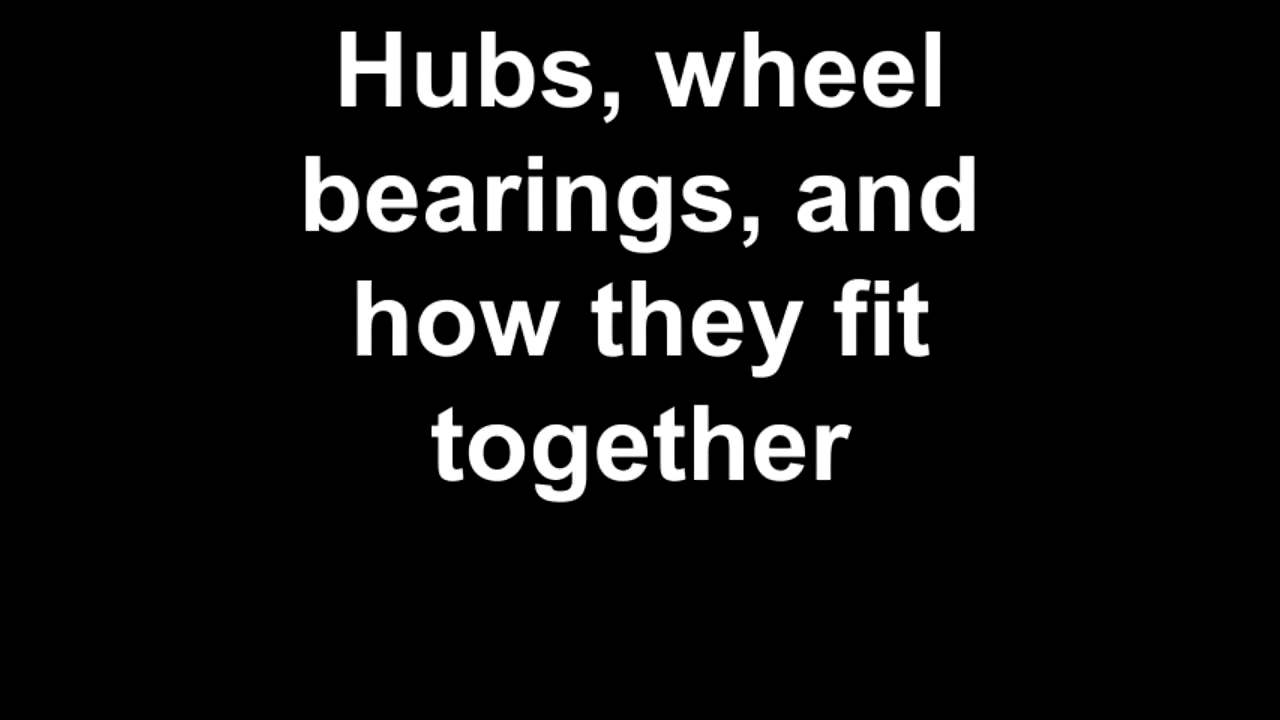 Hubs, wheel
bearings, and
how they fit
together